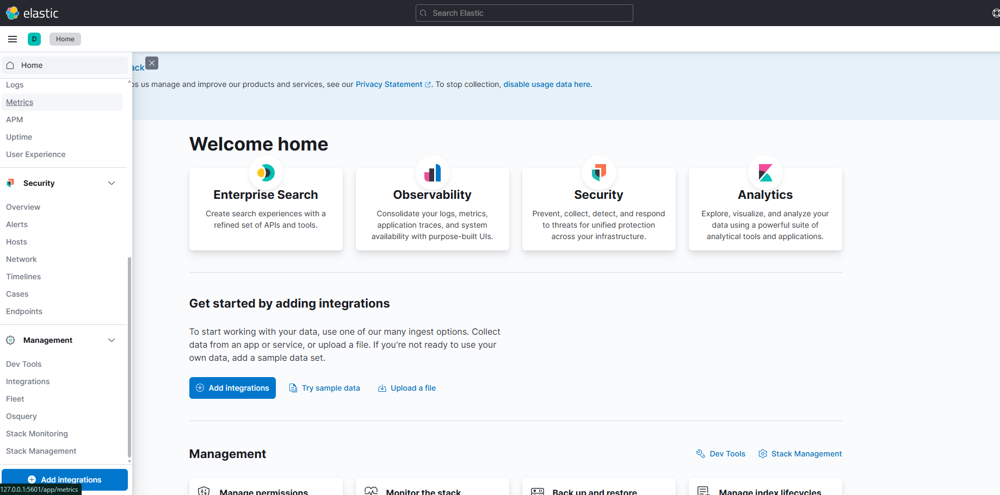 elastic
Search Elastic
D
Home
Home
Logs
Metrics
APM
Uptime
User Experience
Security
Overview
Alerts
Hosts
Network
Timelines
Cases
Endpoints
Management
Dev Tools
Integrations
Fleet
Osquery
Stack Monitoring
Stack Management
Add integrations
127.0.0.1:5601/app/metrics
ack
os us manage and improve our products and services, see our Privacy Statement. To stop collection, disable usage data here.
Welcome home
Enterprise Search
Create search experiences with a
refined set of APIs and tools.
Observability
Consolidate your logs, metrics,
application traces, and system
availability with purpose-built UIs.
Security
Prevent, collect, detect, and respond
to threats for unified protection
across your infrastructure.
Analytics
Explore, visualize, and analyze your
data using a powerful suite of
analytical tools and applications.
Get started by adding integrations
To start working with your data, use one of our many ingest options. Collect
data from an app or service, or upload a file. If you're not ready to use your
own data, add a sample data set.
Add integrations
Try sample data
Upload a file
Management
Dev Tools
Stack Management
Manage permissions
Monitor the stack
Back up and restore
Manage index lifecycles